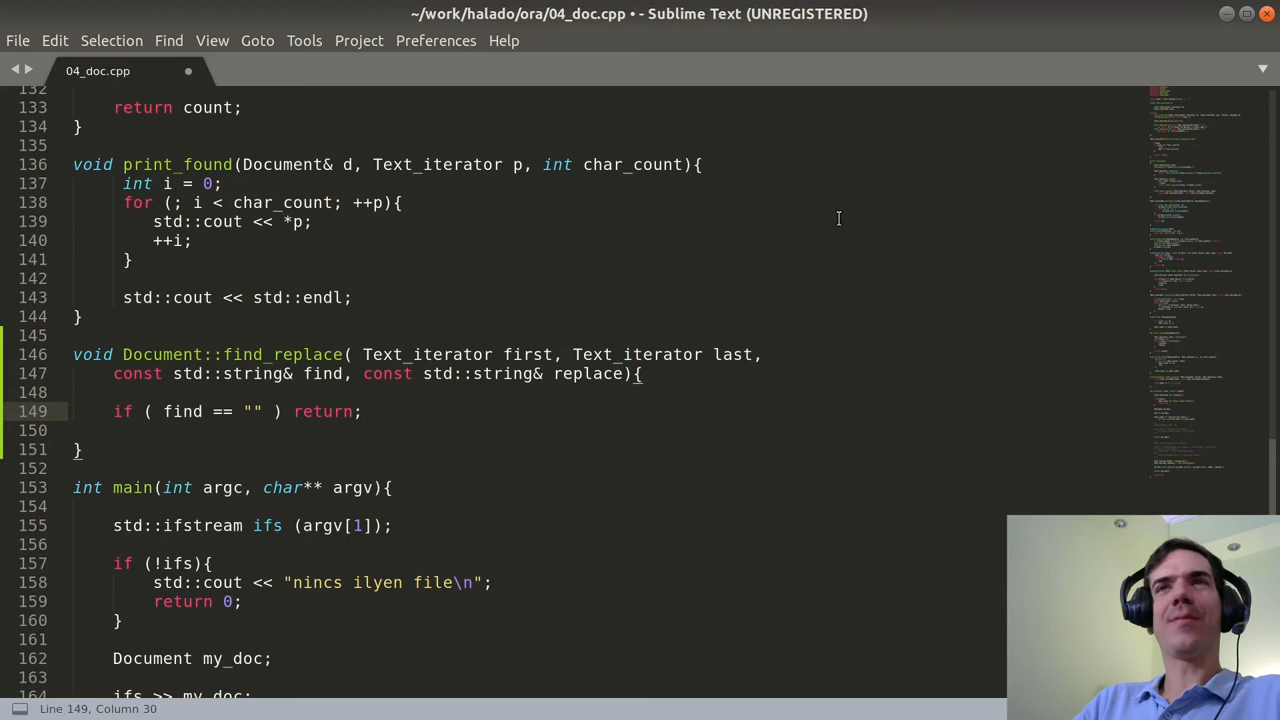 ~/work/halado/ora/04_doc.cpp • - Sublime Text (UNREGISTERED)
File Edit Selection Find View Goto Tools Project Preferences Help
04_doc.cpp
132
133     return count;
134 }
135
136 void print_found(Document& d, Text_iterator p, int char_count){
137      int i = 0;
138      for (; i < char_count; ++p){
139         std::cout << *p;
140         ++i;
141      }
142
143      std::cout << std::endl;
144 }
145
146 void Document::find_replace( Text_iterator first, Text_iterator last,
147     const std::string& find, const std::string& replace){
148
149     if ( find == "" ) return;
150
151 }
152
153 int main(int argc, char** argv){
154
155     std::ifstream ifs (argv[1]);
156
157     if (!ifs){
158         std::cout << "nincs ilyen file\n";
159         return 0;
160     }
161
162     Document my_doc;
163
164     ifs >> my_doc;
Line 149, Column 30